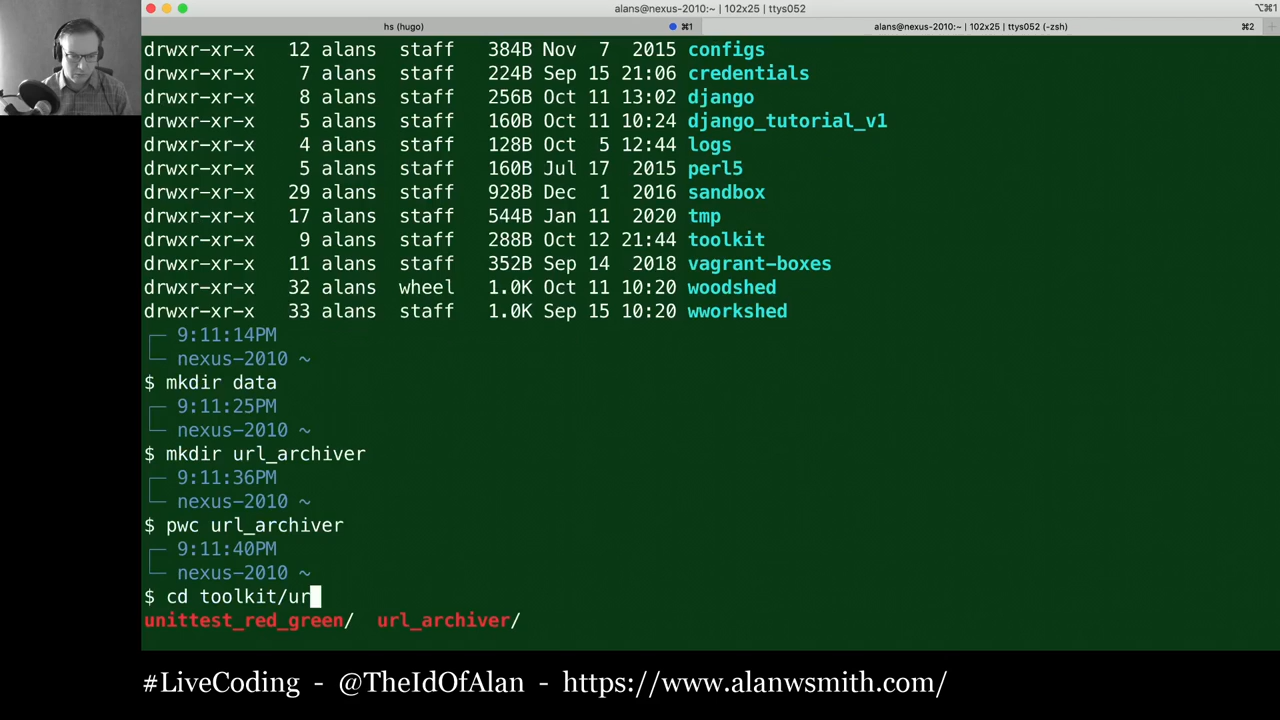 alans@nexus-2010:~ | 102x25 | ttys052
⌥⌘1
hs (hugo)
⌘1
alans@nexus-2010:~ | 102x25 | ttys052 (-zsh)
⌘2
drwxr-xr-x 12 alans staff 384B Nov 7 2015 configs
drwxr-xr-x 7 alans staff 224B Sep 15 21:06 credentials
drwxr-xr-x 8 alans staff 256B Oct 11 13:02 django
drwxr-xr-x 5 alans staff 160B Oct 11 10:24 django_tutorial_v1
drwxr-xr-x 4 alans staff 128B Oct 5 12:44 logs
drwxr-xr-x 5 alans staff 160B Jul 17 2015 perl5
drwxr-xr-x 29 alans staff 928B Dec 1 2016 sandbox
drwxr-xr-x 17 alans staff 544B Jan 11 2020 tmp
drwxr-xr-x 9 alans staff 288B Oct 12 21:44 toolkit
drwxr-xr-x 11 alans staff 352B Sep 14 2018 vagrant-boxes
drwxr-xr-x 32 alans wheel 1.0K Oct 11 10:20 woodshed
drwxr-xr-x 33 alans staff 1.0K Sep 15 10:20 wworkshed
9:11:14PM
nexus-2010 ~
$ mkdir data
9:11:25PM
nexus-2010 ~
$ mkdir url_archiver
9:11:36PM
nexus-2010 ~
$ pwc url_archiver
9:11:40PM
nexus-2010 ~
$ cd toolkit/ur
unittest_red_green/ url_archiver/
#LiveCoding - @TheIdOfAlan - https://www.alanwsmith.com/